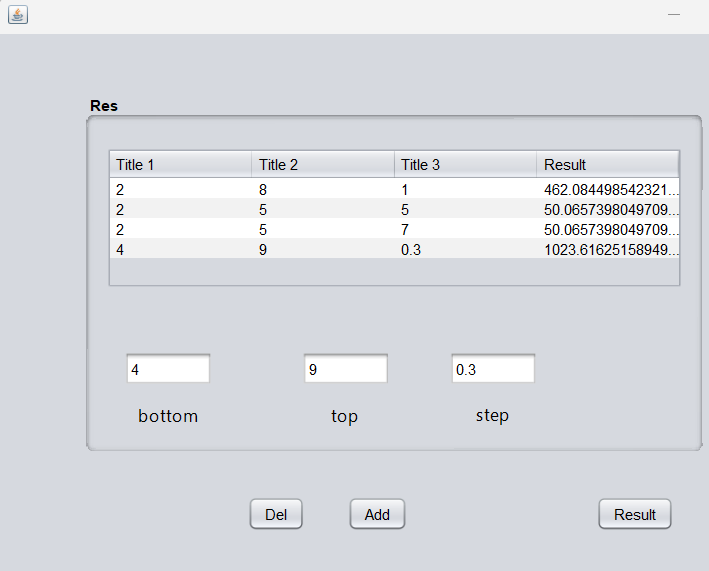 Res
Title 1 Title 2 Title 3 Result
2 8 1 462.084498542321...
2 5 5 50.0657398049709...
2 5 7 50.0657398049709...
4 9 0.3 1023.61625158949...
4 9 0.3
bottom top step
Del Add Result